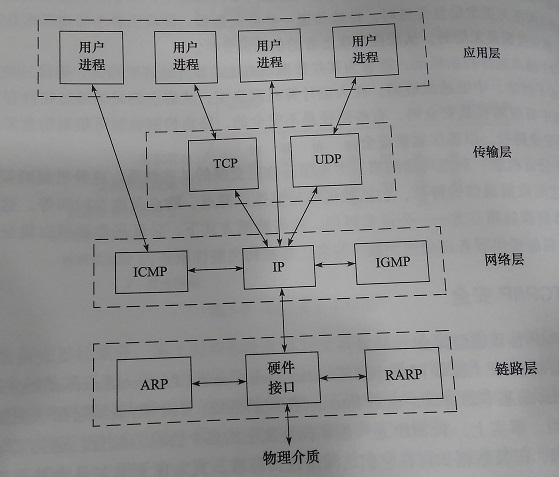 用户
进程
用户
进程
用户
进程
用户
进程
应用层
TCP
UDP
传输层
ICMP
IP
IGMP
网络层
ARP
硬件
接口
RARP
链路层
物理介质